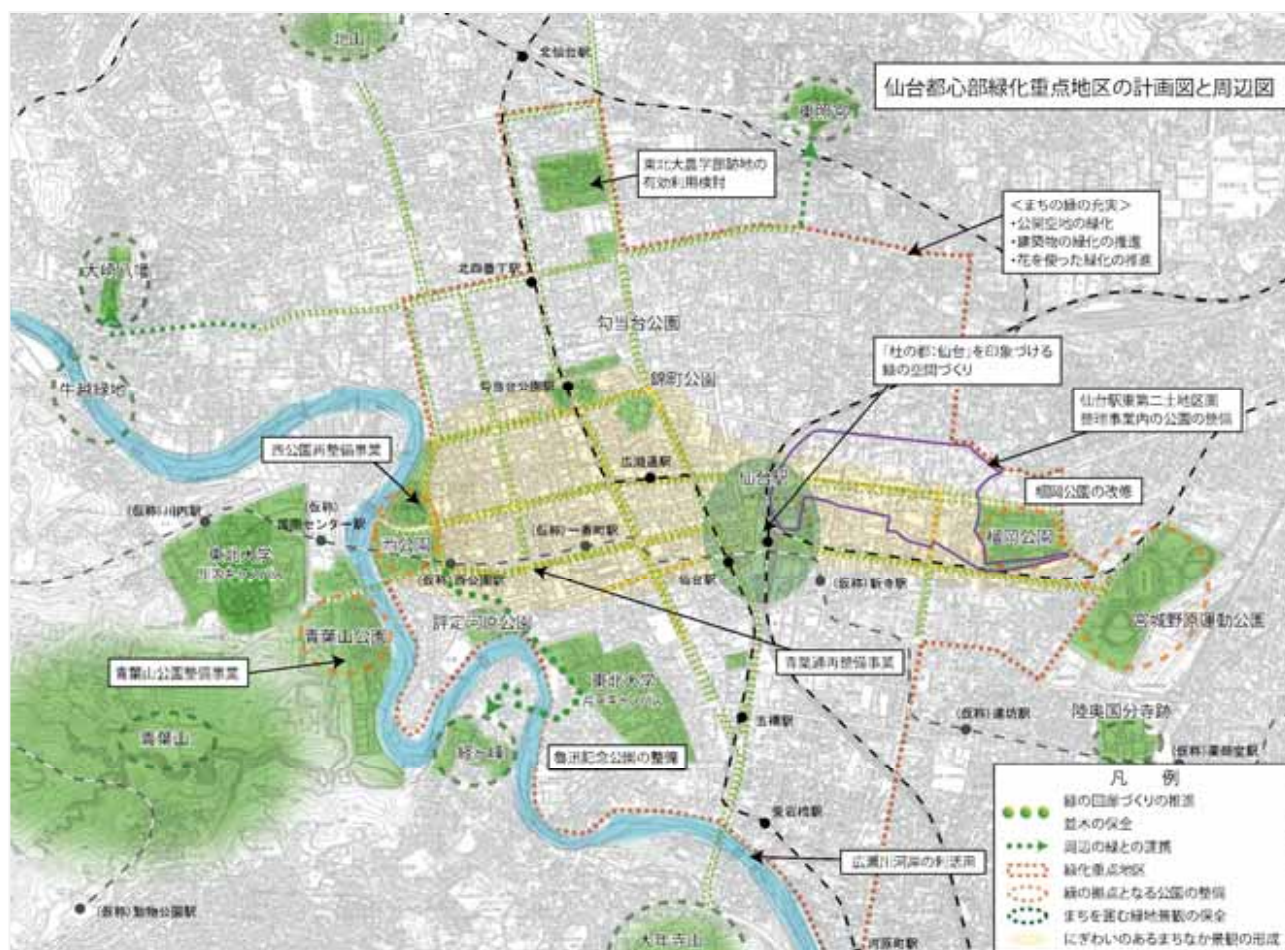 北山
北仙台駅
仙台都心部緑化重点地区の計画図と周辺図
東照宮
東北大農学部跡地の
有効利用検討
<まちの緑の充実>
・公開空地の緑化
・建築物の緑化の推進
・花を使った緑化の推進
大崎八幡
北四番丁駅
勾当台公園
「杜の都：仙台」を印象づける
緑の空間づくり
牛越緑地
勾当台公園駅
錦町公園
仙台駅東第二土地区画
整理事業内の公園の整備
西公園再整備事業
広瀬通駅
仙台駅
榴岡公園の改修
(仮称)川内駅
(仮称)
国際センター駅
(仮称)一番町駅
榴岡公園
東北大学
西公園
(仮称)西公園駅
仙台駅
(仮称)新寺駅
評定河原公園
宮城野原運動公園
青葉山公園
青葉通再整備事業
青葉山公園整備事業
東北大学
五橋駅
(仮称)連坊駅
陸奥国分寺跡
青葉山
経ヶ峰
魯迅記念公園の整備
(仮称)薬師堂駅
凡 例
緑の回廊づくりの推進
並木の保全
愛宕橋駅
周辺の緑との連携
広瀬川河岸の利活用
緑化重点地区
緑の拠点となる公園の整備
(仮称)動物公園駅
まちを囲む緑地景観の保全
大年寺山
河原町駅
にぎわいのあるまちなか景観の形成